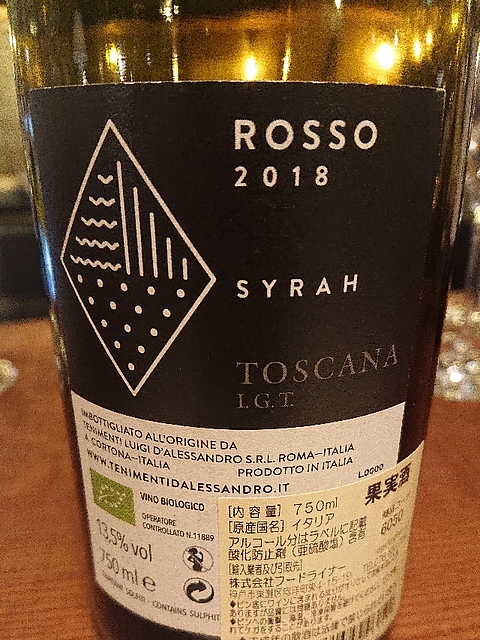 ROSSO
2018
SYRAH
TOSCANA
I.G.T.
IMBOTTIGLIATO ALL'ORIGINE DA
TENIMENTI LUIGI D'ALESSANDRO S.R.L. ROMA–ITALIA
A CORTONA–ITALIA PRODOTTO IN ITALIA
WWW.TENIMENTIDALESSANDRO.IT
VINO BIOLOGICO
OPERATORE
CONTROLLATO N.11889
13,5% vol
750 ml e
CONTAINS SULPHIT
果実酒
[内容量] 750ml
[原産国名] イタリア
アルコール分はラベルに記載
酸化防止剤(亜硫酸塩)含有
株式会社フードライナー
6050